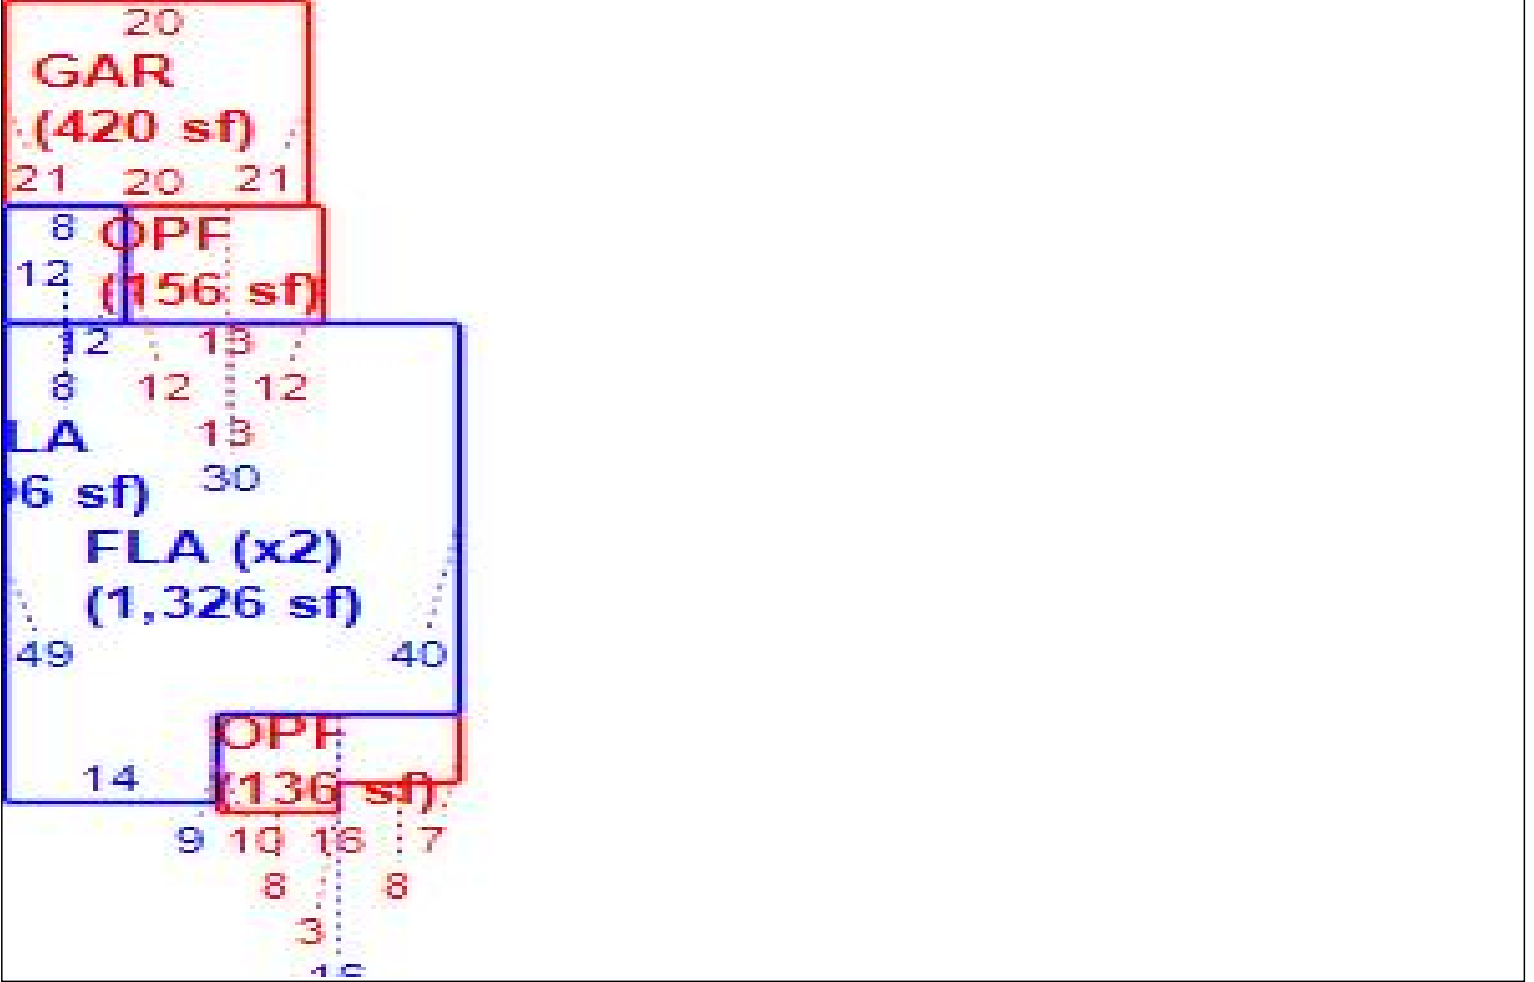 20
GAR
(420 sf)
21 20 21
8 OPF
12 (156 sf)
12 13
8 12 12
LA 13
6 sf) 30
FLA (x2)
(1,326 sf)
49 40
OPF
14 (136 sf)
9 10 16 7
8 8
3
16